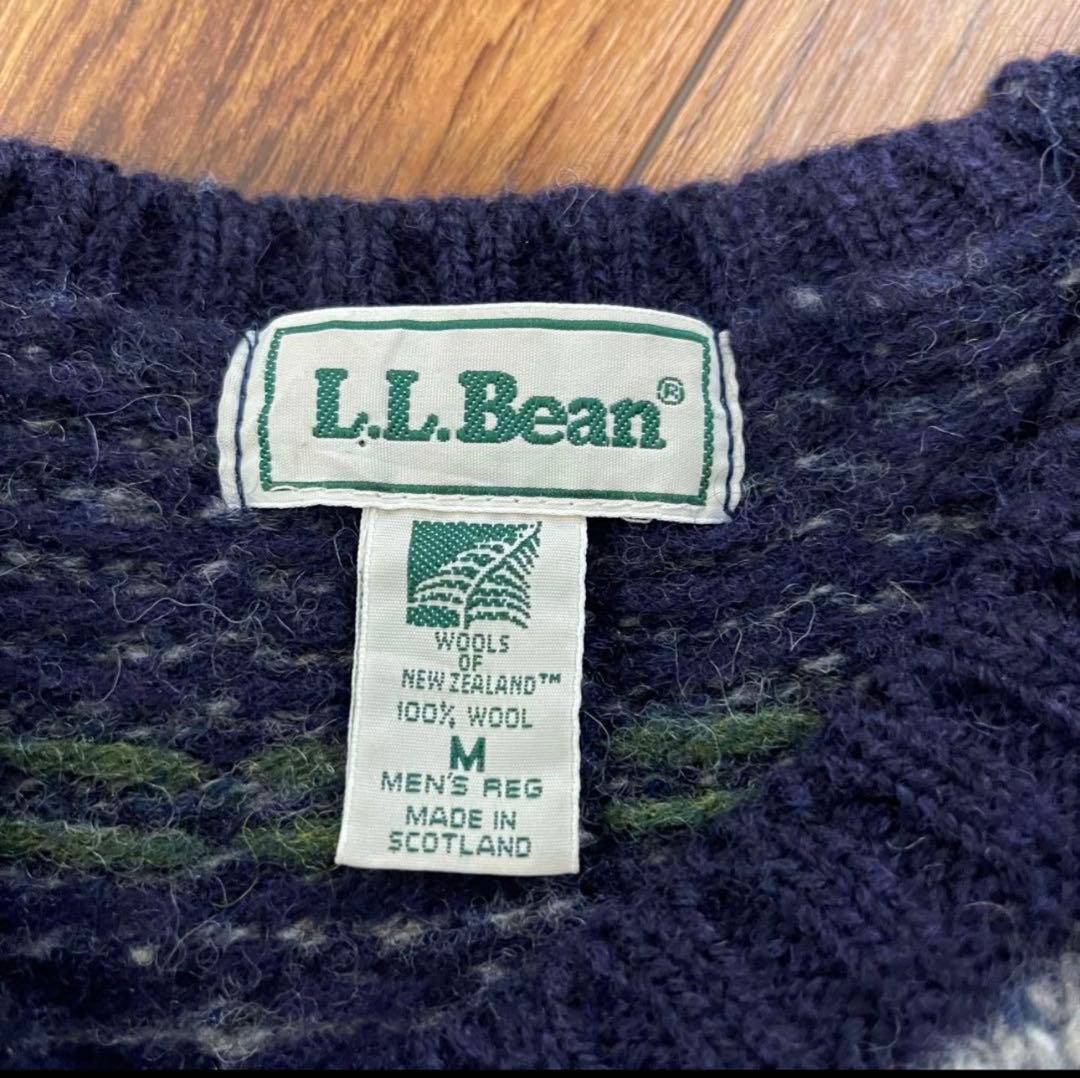 L.L.Bean®
WOOLS
OF
NEW ZEALAND™
100% WOOL
M
MEN'S REG
MADE IN
SCOTLAND